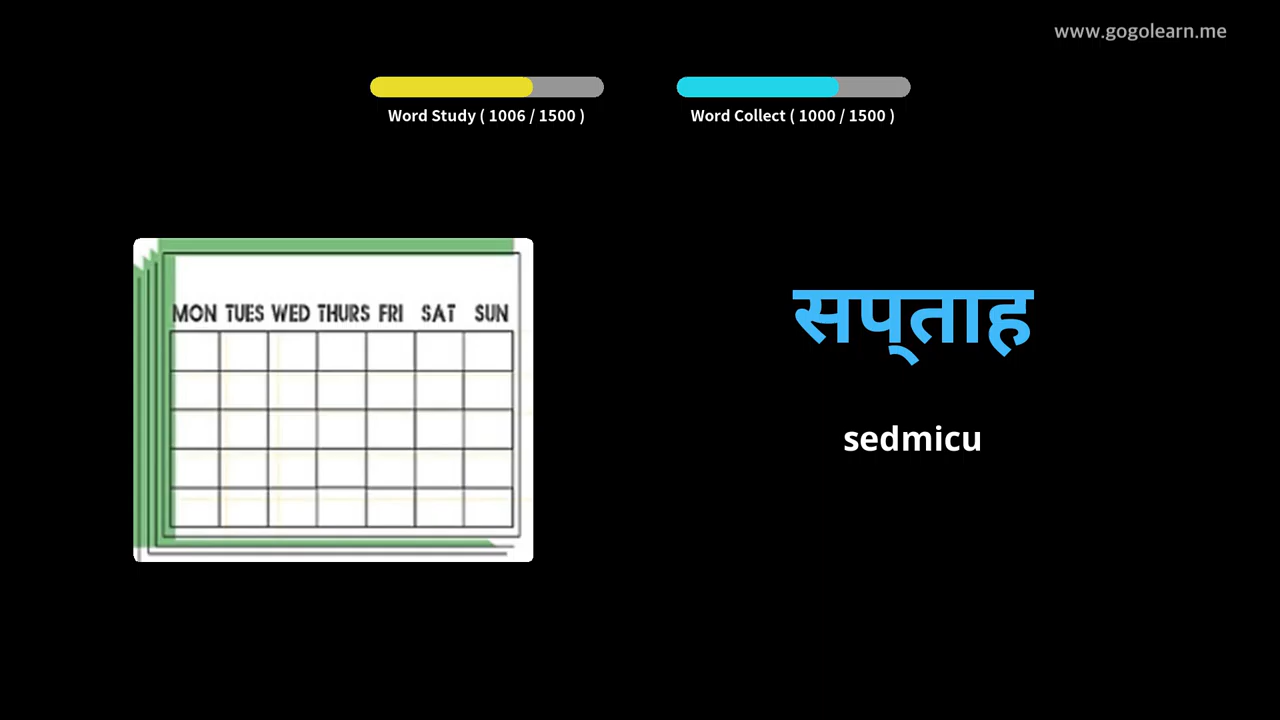 www.gogolearn.me
Word Study ( 1006 / 1500 )
Word Collect ( 1000 / 1500 )
MON TUES WED THURS FRI SAT SUN
सप्ताह
sedmicu